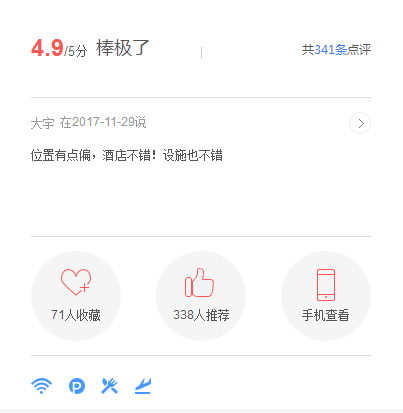 4.9/5分 棒极了 共341条点评
大宇 在2017-11-29说
位置有点偏，酒店不错！设施也不错
71人收藏 338人推荐 手机查看